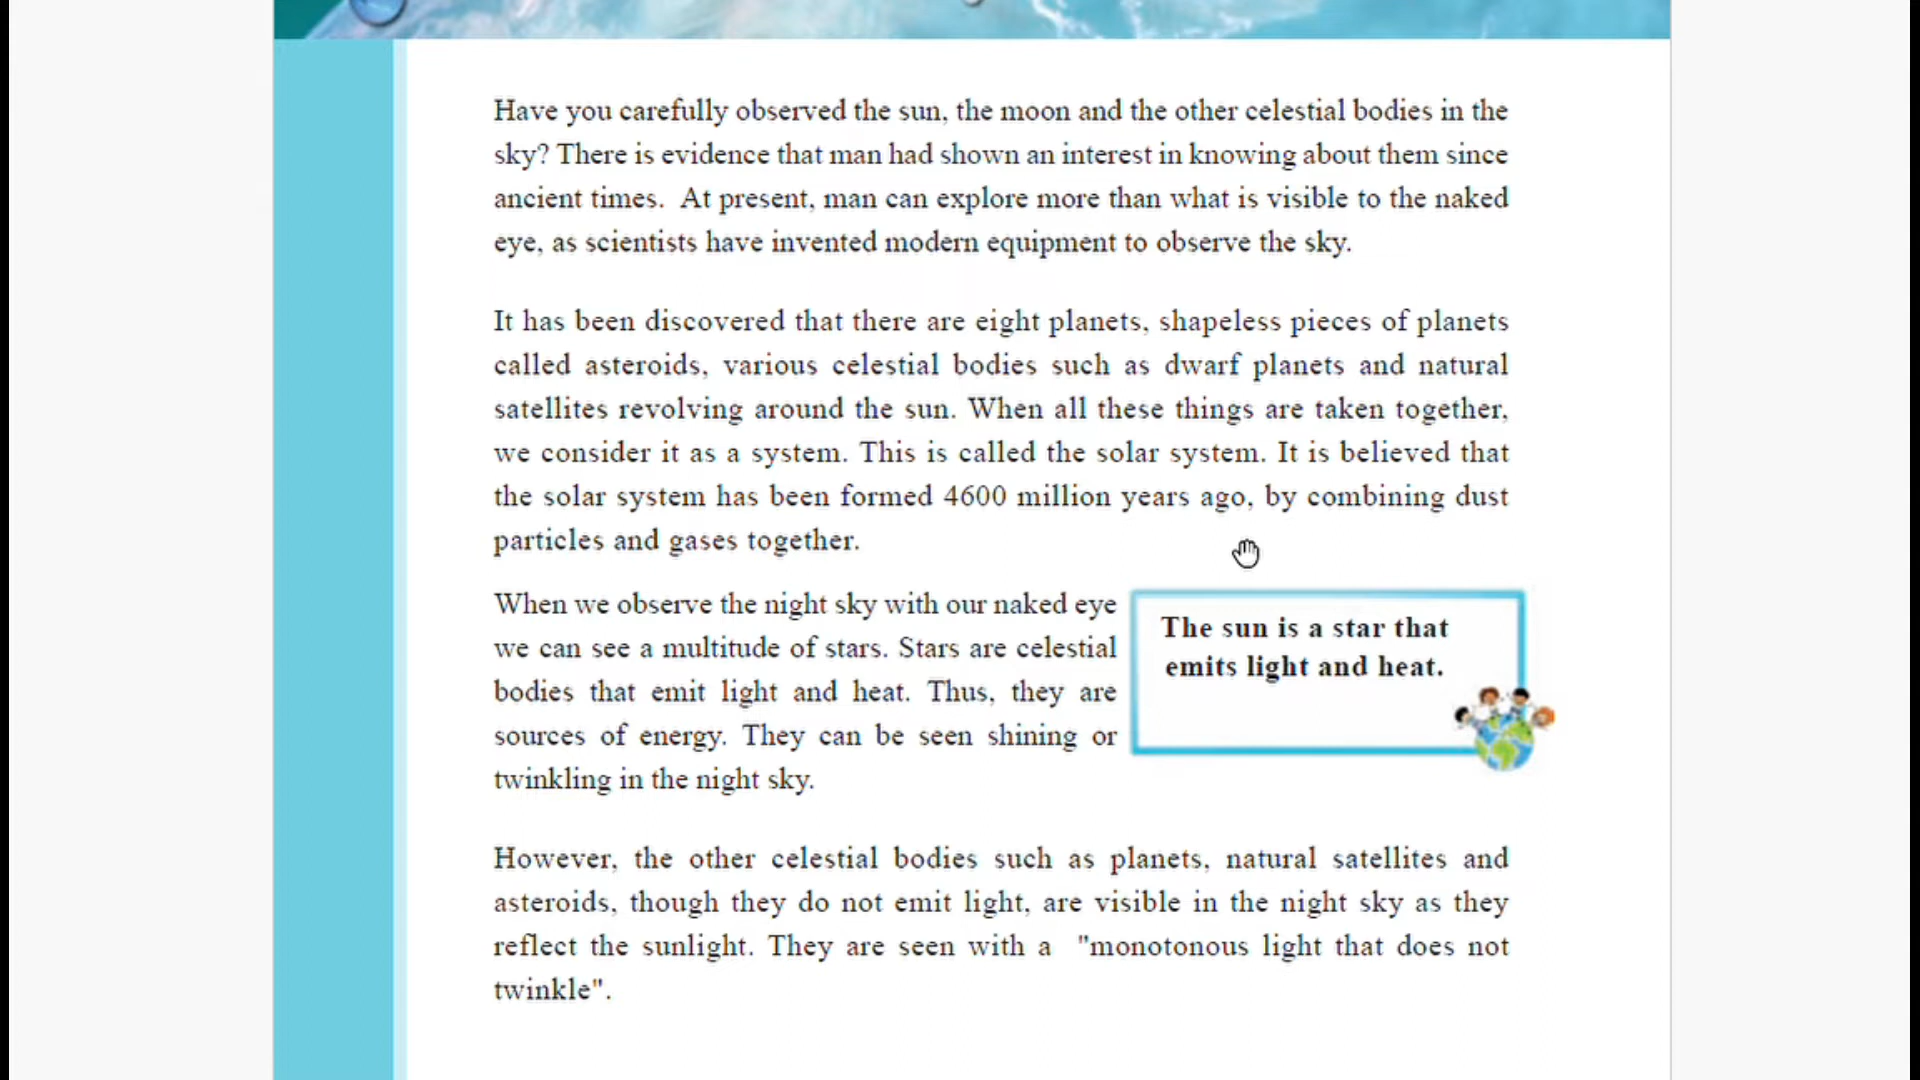 Have you carefully observed the sun, the moon and the other celestial bodies in the
sky? There is evidence that man had shown an interest in knowing about them since
ancient times. At present, man can explore more than what is visible to the naked
eye, as scientists have invented modern equipment to observe the sky.
It has been discovered that there are eight planets, shapeless pieces of planets
called asteroids, various celestial bodies such as dwarf planets and natural
satellites revolving around the sun. When all these things are taken together,
we consider it as a system. This is called the solar system. It is believed that
the solar system has been formed 4600 million years ago, by combining dust
particles and gases together.
When we observe the night sky with our naked eye
we can see a multitude of stars. Stars are celestial
bodies that emit light and heat. Thus, they are
sources of energy. They can be seen shining or
twinkling in the night sky.
The sun is a star that
emits light and heat.
However, the other celestial bodies such as planets, natural satellites and
asteroids, though they do not emit light, are visible in the night sky as they
reflect the sunlight. They are seen with a "monotonous light that does not
twinkle".